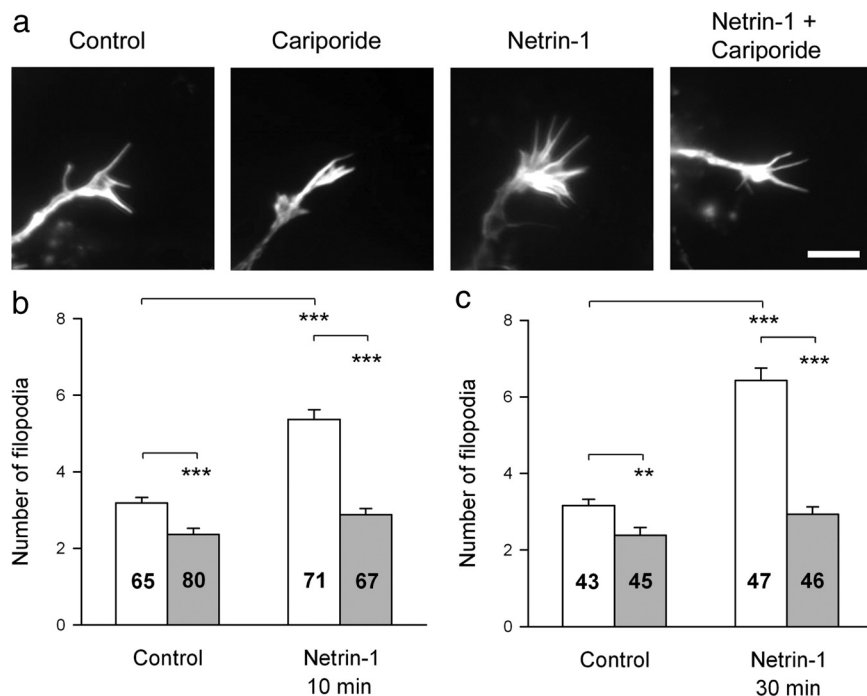 a
Control
Cariporide
Netrin-1
Netrin-1 +
Cariporide
b
Number of filopodia
8
6
4
2
0
***
***
***
65
80
71
67
Control
Netrin-1
10 min
c
Number of filopodia
8
6
4
2
0
***
***
**
43
45
47
46
Control
Netrin-1
30 min